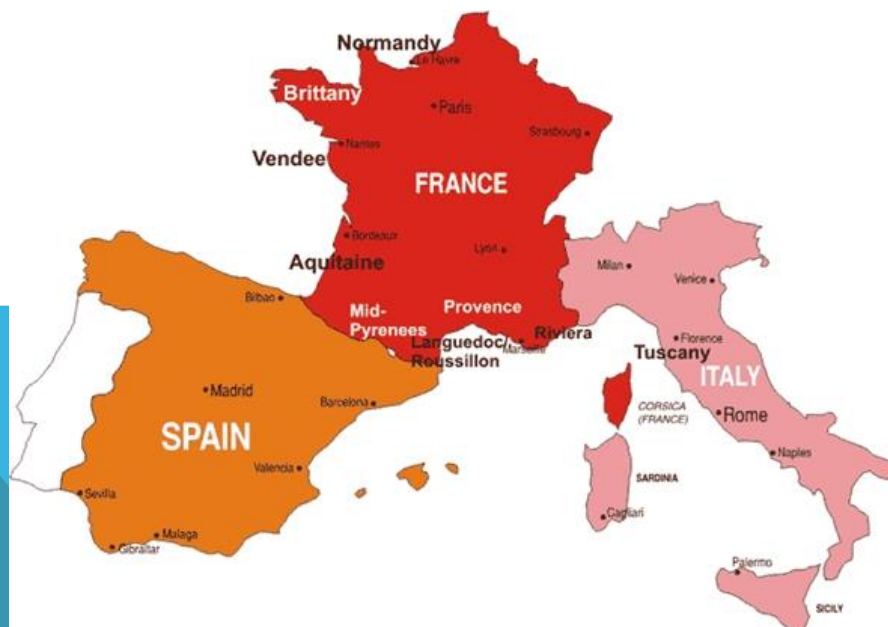 Normandy
Le Havre
Brittany
Paris
Strasbourg
Nantes
Vendee
FRANCE
Bordeaux
Lyon
Aquitaine
Milan
Venice
Bilbao
Mid-
Pyrenees
Provence
Riviera
Languedoc/
Roussillon
Marseille
Florence
Tuscany
ITALY
Madrid
Barcelona
CORSICA
(FRANCE)
Rome
SPAIN
Naples
Valencia
SARDINIA
Sevilla
Cagliari
Malaga
Gibraltar
Palermo
SICILY